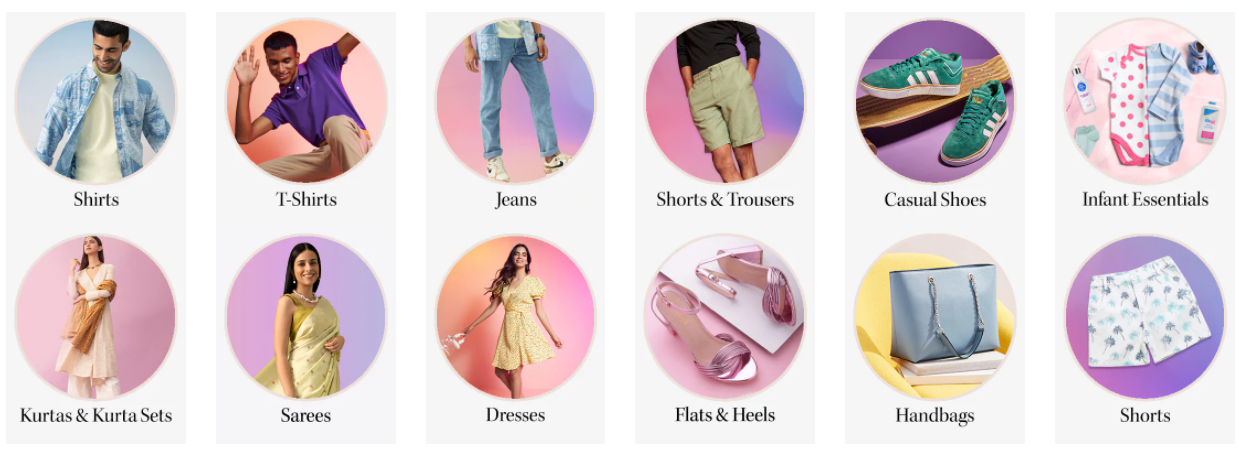 Shirts
T-Shirts
Jeans
Shorts & Trousers
Casual Shoes
Infant Essentials
Kurtas & Kurta Sets
Sarees
Dresses
Flats & Heels
Handbags
Shorts